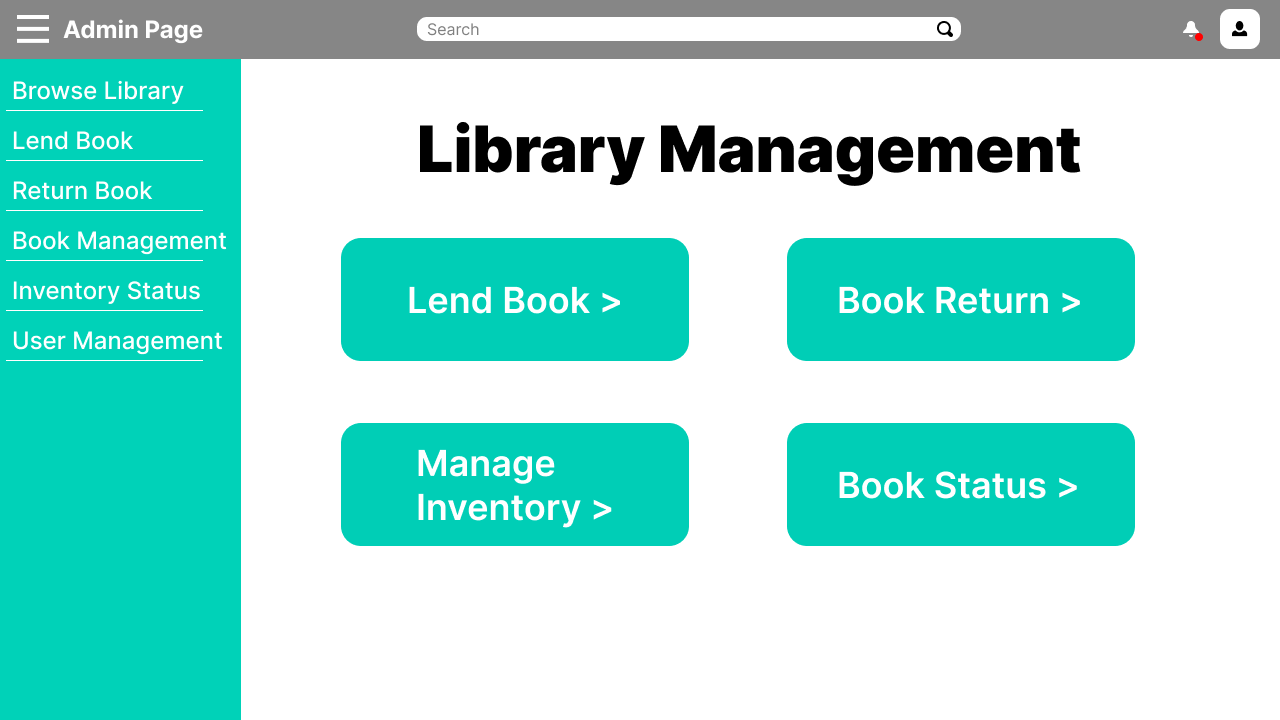 Admin Page
Search
Browse Library
Lend Book
Return Book
Book Management
Inventory Status
User Management
Library Management
Lend Book >
Book Return >
Manage
Inventory >
Book Status >